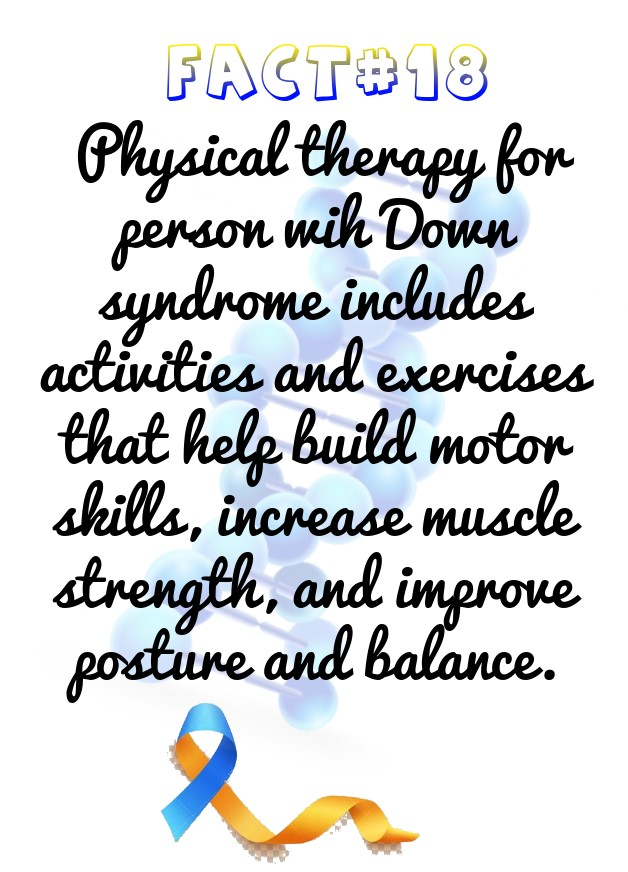 FACT#18
Physical therapy for
person wih Down
syndrome includes
activities and exercises
that help build motor
skills, increase muscle
strength, and improve
posture and balance.